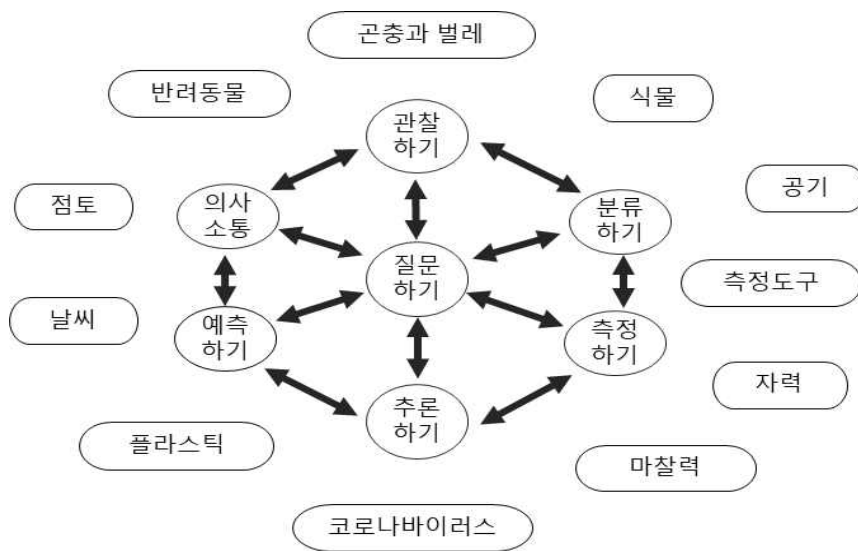 곤충과 벌레
반려동물
식물
관찰
하기
공기
점토
의사
소통
분류
하기
질문
하기
측정도구
날씨
예측
하기
측정
하기
자력
추론
하기
플라스틱
마찰력
코로나바이러스